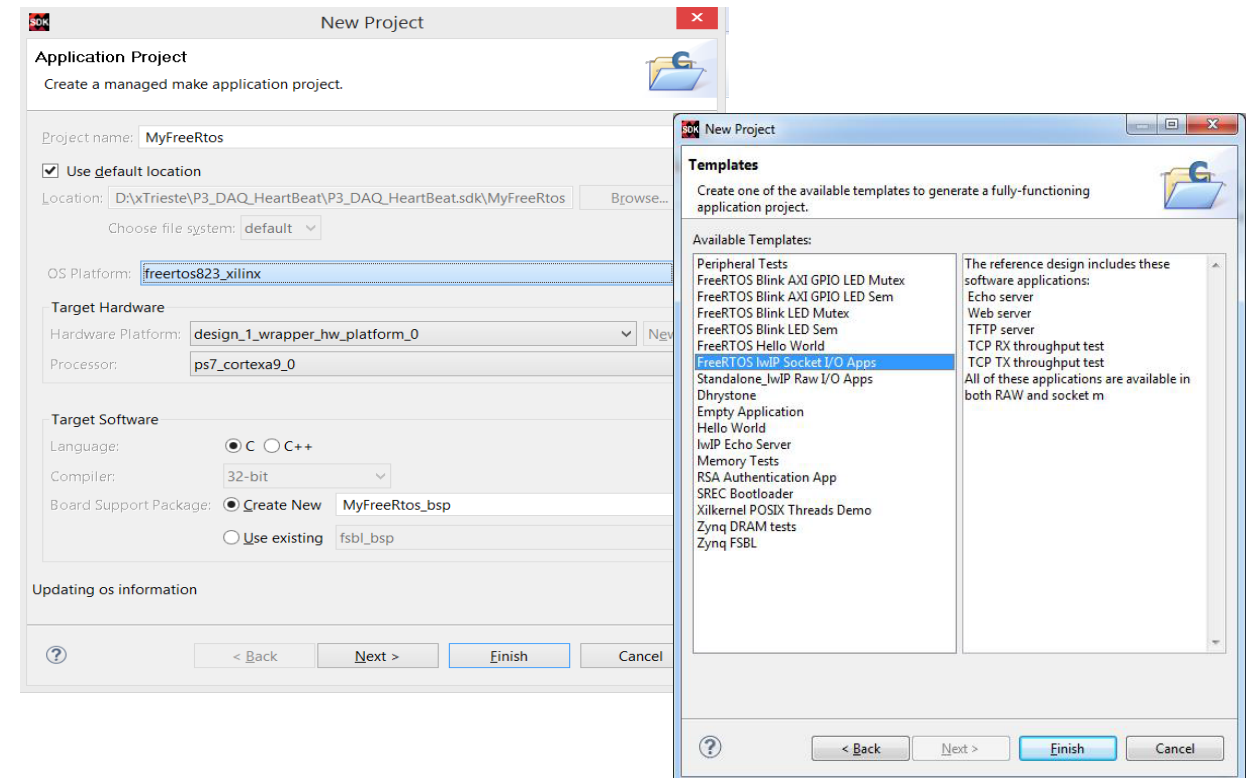 SDK New Project
Application Project
Create a managed make application project.
Project name: MyFreeRtos
Use default location
Location: D:\xTrieste\P3_DAQ_HeartBeat\P3_DAQ_HeartBeat.sdk\MyFreeRtos Browse...
Choose file system: default
OS Platform: freertos823_xilinx
Target Hardware
Hardware Platform: design_1_wrapper_hw_platform_0
Processor: ps7_cortexa9_0
Target Software
Language: C C++
Compiler: 32-bit
Board Support Package: Create New MyFreeRtos_bsp
Use existing fsbl_bsp
Updating os information
< Back Next > Finish Cancel
SDK New Project
Templates
Create one of the available templates to generate a fully-functioning
application project.
Available Templates:
Peripheral Tests
FreeRTOS Blink AXI GPIO LED Mutex
FreeRTOS Blink AXI GPIO LED Sem
FreeRTOS Blink LED Mutex
FreeRTOS Blink LED Sem
FreeRTOS Hello World
FreeRTOS lwIP Socket I/O Apps
Standalone_lwIP Raw I/O Apps
Dhrystone
Empty Application
Hello World
lwIP Echo Server
Memory Tests
RSA Authentication App
SREC Bootloader
Xilkernel POSIX Threads Demo
Zynq DRAM tests
Zynq FSBL
The reference design includes these
software applications:
Echo server
Web server
TFTP server
TCP RX throughput test
TCP TX throughput test
All of these applications are available in
both RAW and socket m
< Back Next > Finish Cancel